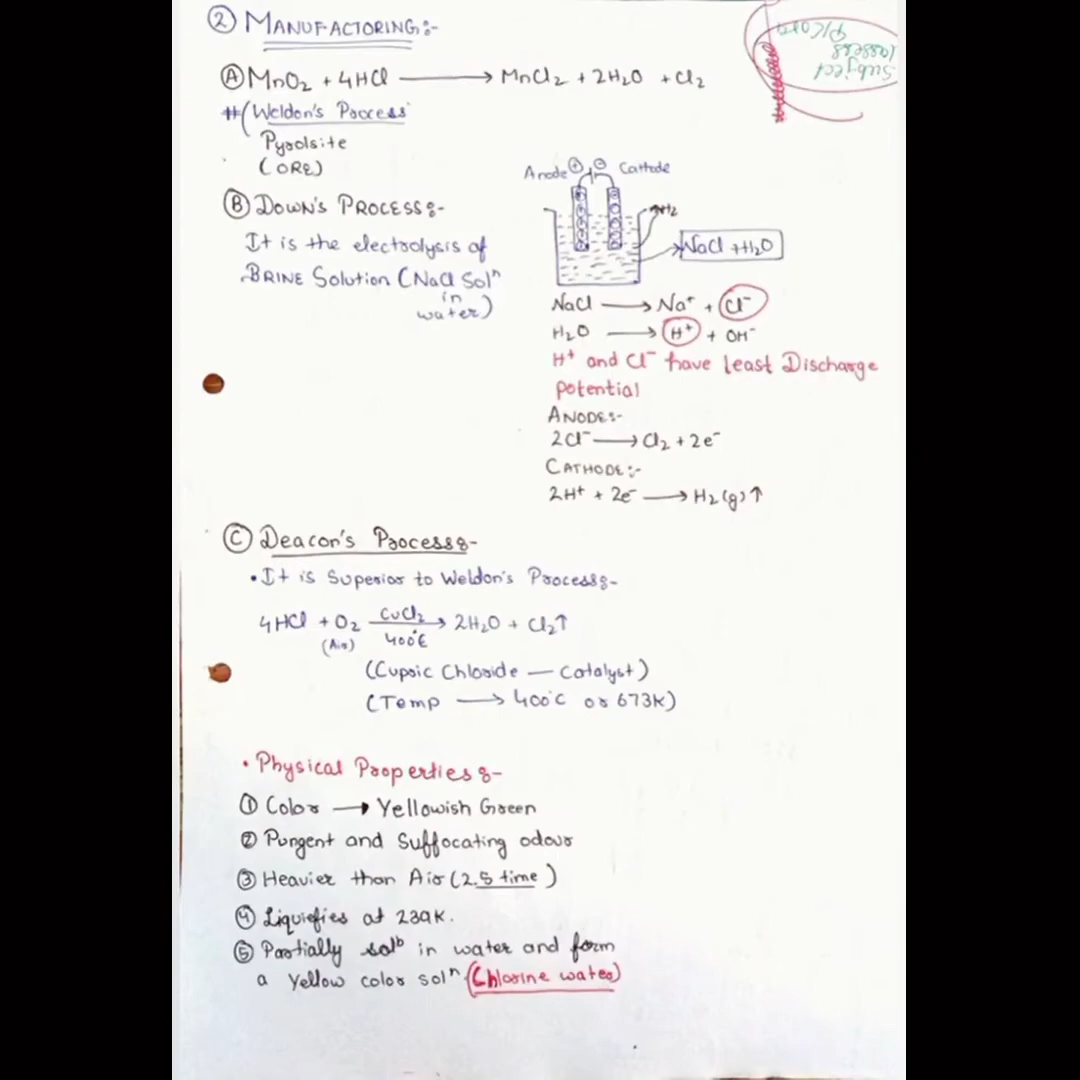 ② MANUFACTORING:-
Ⓐ MnO₂ + 4HCl ⟶ MnCl₂ + 2H₂O + Cl₂
# (Weldon's Process
Pyrolsite
(ORe)
Subject
Classess
Anode ⊕ ⊖ Cathode
Ⓑ DOWN'S PROCESS:-
It is the electrolysis of
BRINE Solution (NaCl Solⁿ
in
water)
NaCl + H₂O
NaCl ⟶ Na⁺ + Cl⁻
H₂O ⟶ H⁺ + OH⁻
H⁺ and Cl⁻ have least Discharge
potential
ANODE:-
2Cl⁻ ⟶ Cl₂ + 2e⁻
CATHODE:-
2H⁺ + 2e⁻ ⟶ H₂(g)↑
Ⓒ Deacon's Process:-
• It is Superior to Weldon's Process:-
4HCl + O₂ ⟶ 2H₂O + Cl₂↑
CuCl₂
400°C
(Air)
(Cupric Chloride — Catalyst)
(Temp ⟶ 400°C or 673K)
• Physical Properties:-
① Color ⟶ Yellowish Green
② Pungent and Suffocating odour
③ Heavier than Air (2.5 time)
④ Liquefies at 239K.
⑤ Partially solᵇ in water and form
a Yellow color solⁿ (Chlorine water)